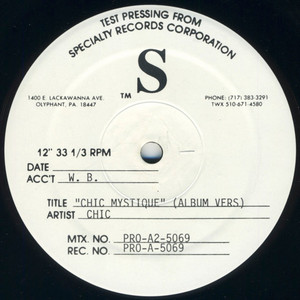 TEST PRESSING FROM
SPECIALTY RECORDS CORPORATION
S
TM
1400 E. LACKAWANNA AVE.
OLYPHANT, PA. 18447
PHONE: (717) 383-3291
TWX 510-671-4580
12" 33 1/3 RPM
DATE
ACC'T W. B.
TITLE "CHIC MYSTIQUE" (ALBUM VERS)
ARTIST CHIC
MTX. NO. PRO-A2-5069
REC. NO. PRO-A-5069